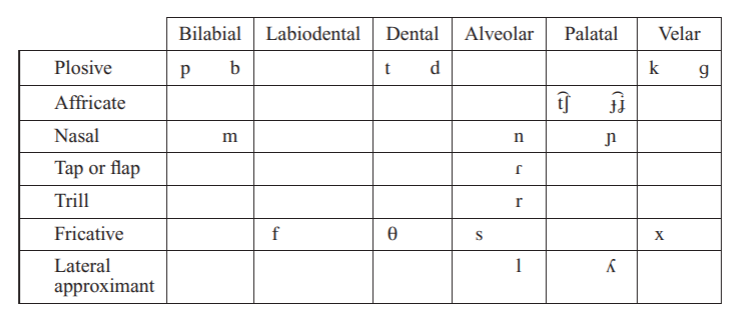 Bilabial Labiodental Dental Alveolar Palatal Velar
Plosive p b t d k ɡ
Affricate t͡ʃ ɟ͡ʝ
Nasal m n ɲ
Tap or flap ɾ
Trill r
Fricative f θ s x
Lateral
approximant l ʎ